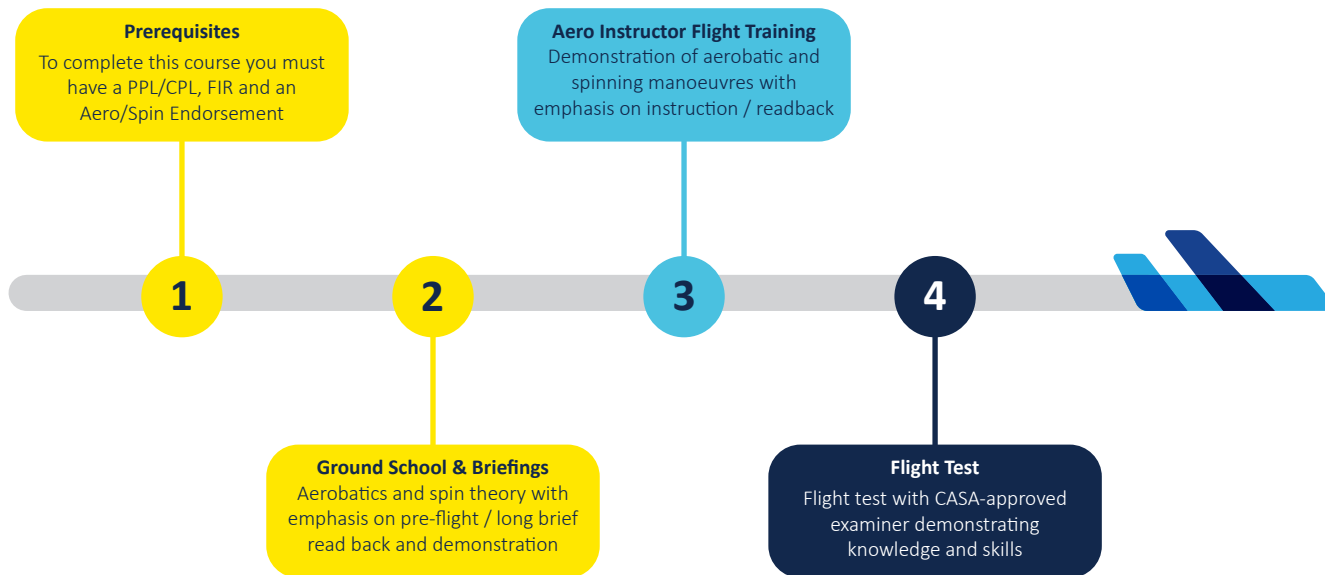 Prerequisites
To complete this course you must
have a PPL/CPL, FIR and an
Aero/Spin Endorsement
Aero Instructor Flight Training
Demonstration of aerobatic and
spinning manoeuvres with
emphasis on instruction / readback
1
2
3
4
Ground School & Briefings
Aerobatics and spin theory with
emphasis on pre-flight / long brief
read back and demonstration
Flight Test
Flight test with CASA-approved
examiner demonstrating
knowledge and skills